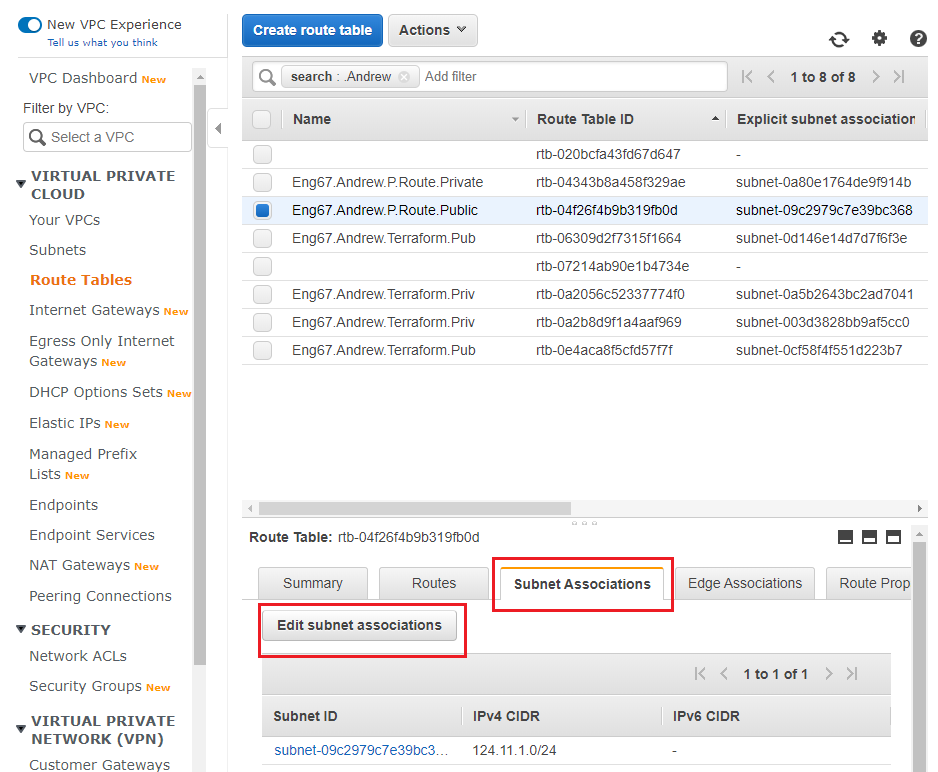 New VPC Experience
Tell us what you think
VPC Dashboard New
Filter by VPC:
Select a VPC
VIRTUAL PRIVATE
CLOUD
Your VPCs
Subnets
Route Tables
Internet Gateways New
Egress Only Internet
Gateways New
DHCP Options Sets New
Elastic IPs New
Managed Prefix
Lists New
Endpoints
Endpoint Services
NAT Gateways New
Peering Connections
SECURITY
Network ACLs
Security Groups New
VIRTUAL PRIVATE
NETWORK (VPN)
Customer Gateways
Create route table Actions
search : .Andrew Add filter 1 to 8 of 8
Name Route Table ID Explicit subnet association
rtb-020bcfa43fd67d647 -
Eng67.Andrew.P.Route.Private rtb-04343b8a458f329ae subnet-0a80e1764de9f914b
Eng67.Andrew.P.Route.Public rtb-04f26f4b9b319fb0d subnet-09c2979c7e39bc368
Eng67.Andrew.Terraform.Pub rtb-06309d2f7315f1664 subnet-0d146e14d7d7f6f3e
rtb-07214ab90e1b4734e -
Eng67.Andrew.Terraform.Priv rtb-0a2056c52337774f0 subnet-0a5b2643bc2ad7041
Eng67.Andrew.Terraform.Priv rtb-0a2b8d9f1a4aaf969 subnet-003d3828bb9af5cc0
Eng67.Andrew.Terraform.Pub rtb-0e4aca8f5cfd57f7f subnet-0cf58f4f551d223b7
Route Table: rtb-04f26f4b9b319fb0d
Summary Routes Subnet Associations Edge Associations Route Prop
Edit subnet associations
1 to 1 of 1
Subnet ID IPv4 CIDR IPv6 CIDR
subnet-09c2979c7e39bc3... 124.11.1.0/24 -